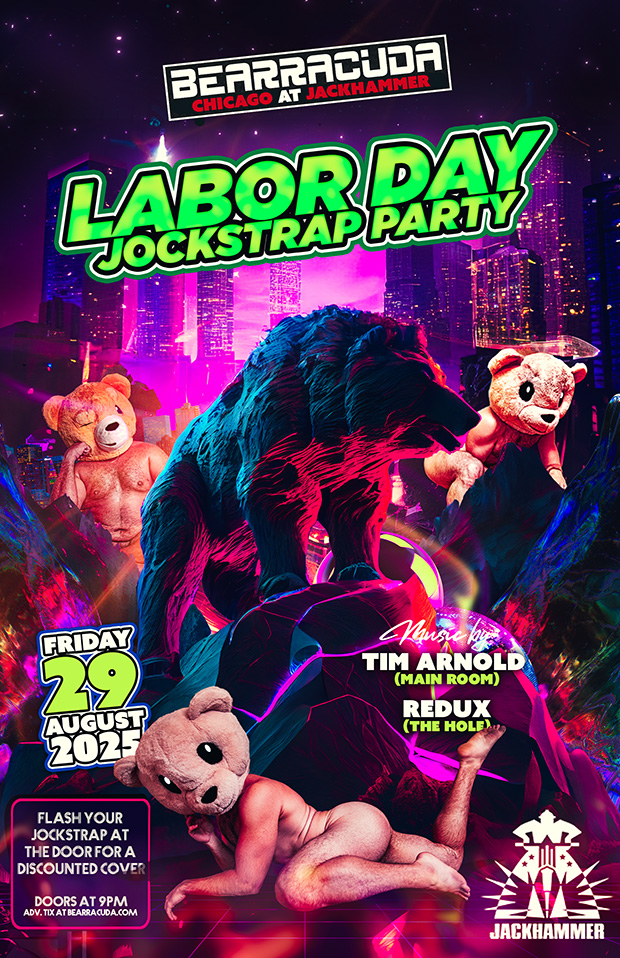 BEARRACUDA
CHICAGO AT JACKHAMMER
LABOR DAY
JOCKSTRAP PARTY
FRIDAY
29
AUGUST
2025
Music by
TIM ARNOLD
(MAIN ROOM)
REDUX
(THE HOLE)
FLASH YOUR
JOCKSTRAP AT
THE DOOR FOR A
DISCOUNTED COVER
DOORS AT 9PM
ADV. TIX AT BEARRACUDA.COM
JACKHAMMER